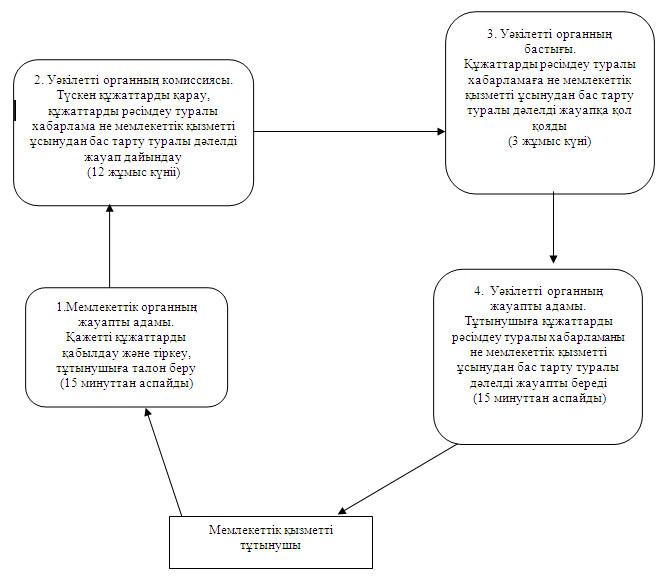 1.Мемлекеттік органның
жауапты адамы.
Қажетті құжаттарды
қабылдау және тіркеу,
тұтынушыға талон беру
(15 минуттан аспайды)
2. Уәкілетті органның комиссиясы.
Түскен құжаттарды қарау,
құжаттарды рәсімдеу туралы
хабарлама не мемлекеттік қызметті
ұсынудан бас тарту туралы дәлелді
жауап дайындау
(12 жұмыс күніі)
3. Уәкілетті органның
бастығы.
Құжаттарды рәсімдеу туралы
хабарламаға не мемлекеттік
қызметті ұсынудан бас тарту
туралы дәлелді жауапқа қол
қояды
(3 жұмыс күні)
4. Уәкілетті органның
жауапты адамы.
Тұтынушыға құжаттарды
рәсімдеу туралы хабарламаны
не мемлекеттік қызметті
ұсынудан бас тарту туралы
дәлелді жауапты береді
(15 минуттан аспайды)
Мемлекеттік қызметті
тұтынушы